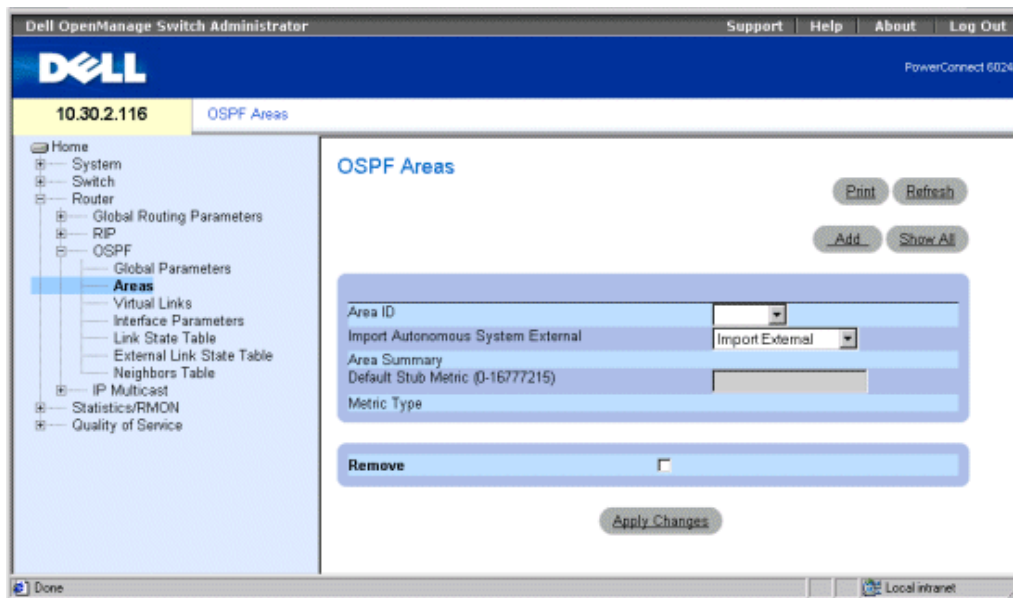 Dell OpenManage Switch Administrator Support Help About Log Out
DELL
PowerConnect 6024
10.30.2.116 OSPF Areas
Home
System
Switch
Router
Global Routing Parameters
RIP
OSPF
Global Parameters
Areas
Virtual Links
Interface Parameters
Link State Table
External Link State Table
Neighbors Table
IP Multicast
Statistics/RMON
Quality of Service
OSPF Areas
Print Refresh
Add Show All
Area ID
Import Autonomous System External Import External
Area Summary
Default Stub Metric (0-16777215)
Metric Type
Remove
Apply Changes
Done Local intranet